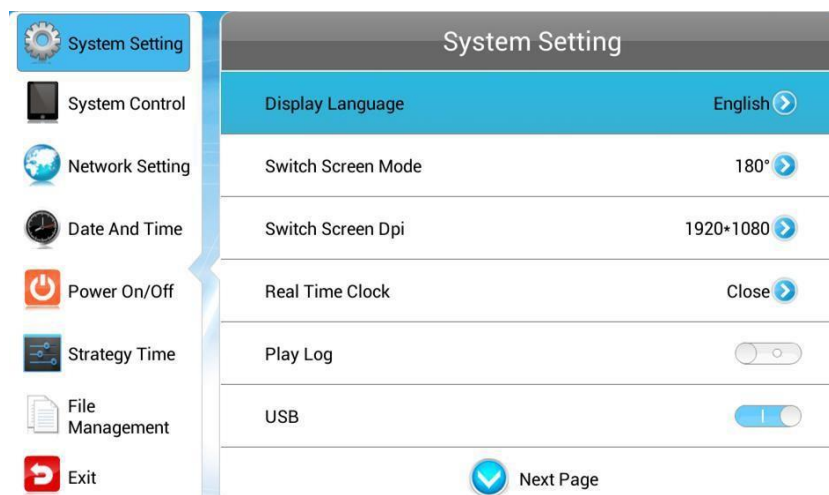 System Setting
System Control
Network Setting
Date And Time
Power On/Off
Strategy Time
File
Management
Exit
System Setting
Display Language English
Switch Screen Mode 180°
Switch Screen Dpi 1920*1080
Real Time Clock Close
Play Log
USB
Next Page